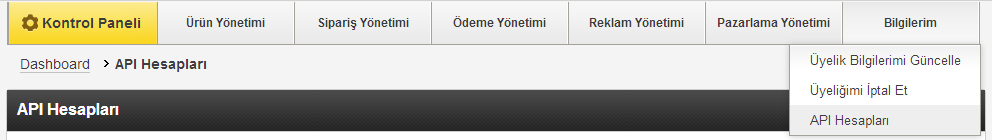 Kontrol Paneli Ürün Yönetimi Sipariş Yönetimi Ödeme Yönetimi Reklam Yönetimi Pazarlama Yönetimi Bilgilerim
Dashboard > API Hesapları
Üyelik Bilgilerimi Güncelle
Üyeliğimi İptal Et
API Hesapları
API Hesapları